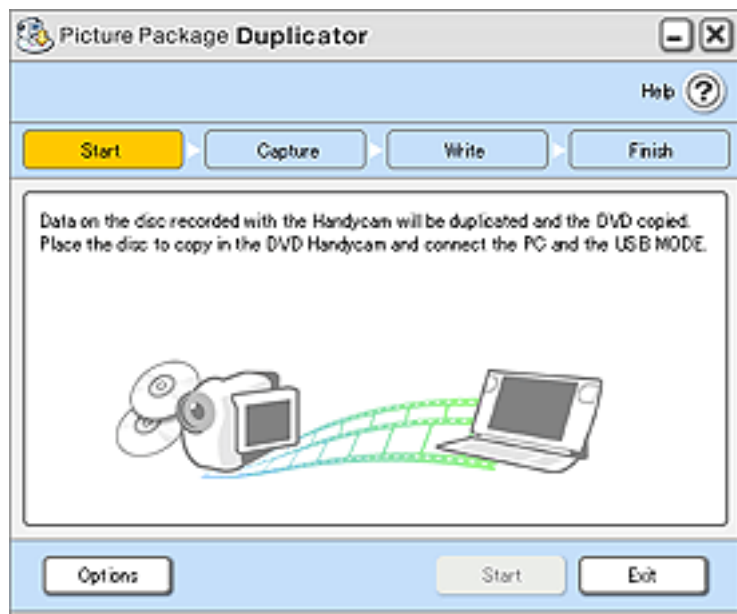 Picture Package Duplicator
Help ?
Start Capture Write Finish
Data on the disc recorded with the Handycam will be duplicated and the DVD copied.
Place the disc to copy in the DVD Handycam and connect the PC and the USB MODE.
Options Start Exit